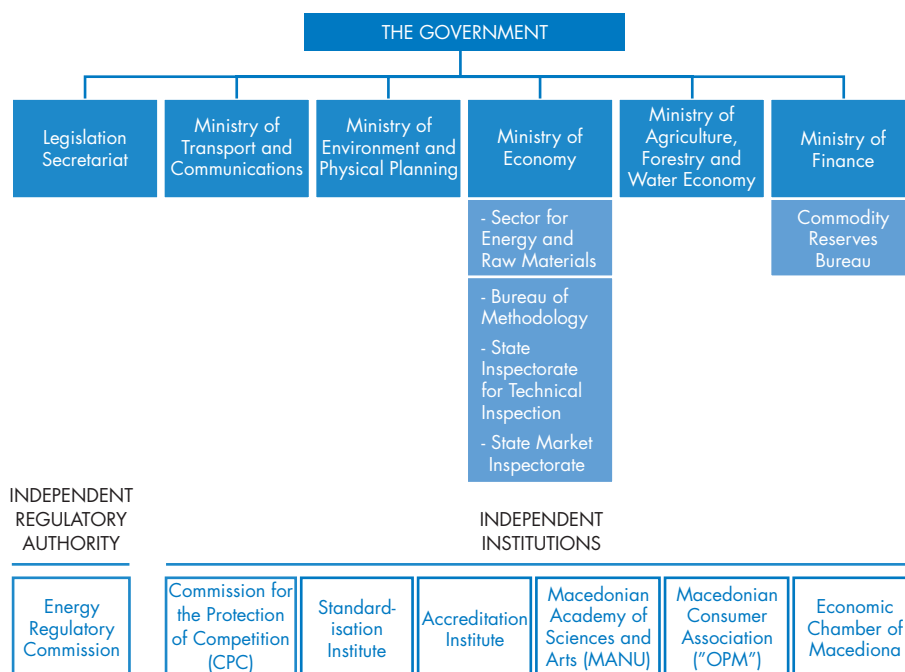 THE GOVERNMENT
Legislation
Secretariat
Ministry of
Transport and
Communications
Ministry of
Environment and
Physical Planning
Ministry of
Economy
Ministry of
Agriculture,
Forestry and
Water Economy
Ministry of
Finance
- Sector for
Energy and
Raw Materials
Commodity
Reserves
Bureau
- Bureau of
Methodology
- State
Inspectorate
for Technical
Inspection
- State Market
Inspectorate
INDEPENDENT
REGULATORY
AUTHORITY
INDEPENDENT
INSTITUTIONS
Energy
Regulatory
Commission
Commission for
the Protection
of Competition
(CPC)
Standard-
isation
Institute
Accreditation
Institute
Macedonian
Academy of
Sciences and
Arts (MANU)
Macedonian
Consumer
Association
("OPM")
Economic
Chamber of
Macediona